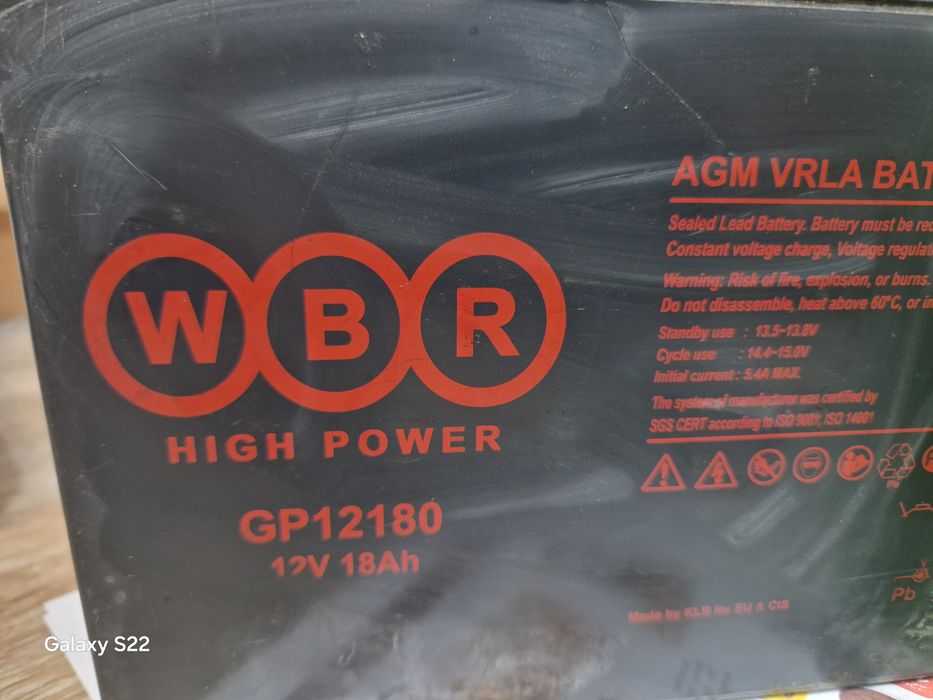 WBR
HIGH POWER
GP12180
12V 18Ah
AGM VRLA BAT
Sealed Lead Battery. Battery must be
Constant voltage charge, Voltage
Warning: Risk of fire, explosion, or burns.
Do not disassemble, heat above 60°C, or
Standby use : 13.5~13.8V
Cycle use : 14.4~15.0V
Initial current : 5.4A MAX.
The system of manufacturer was certified by
SGS CERT according to ISO 9001, ISO 14001
Pb
Pb
Made by KLB for EU & CIS
Galaxy S22